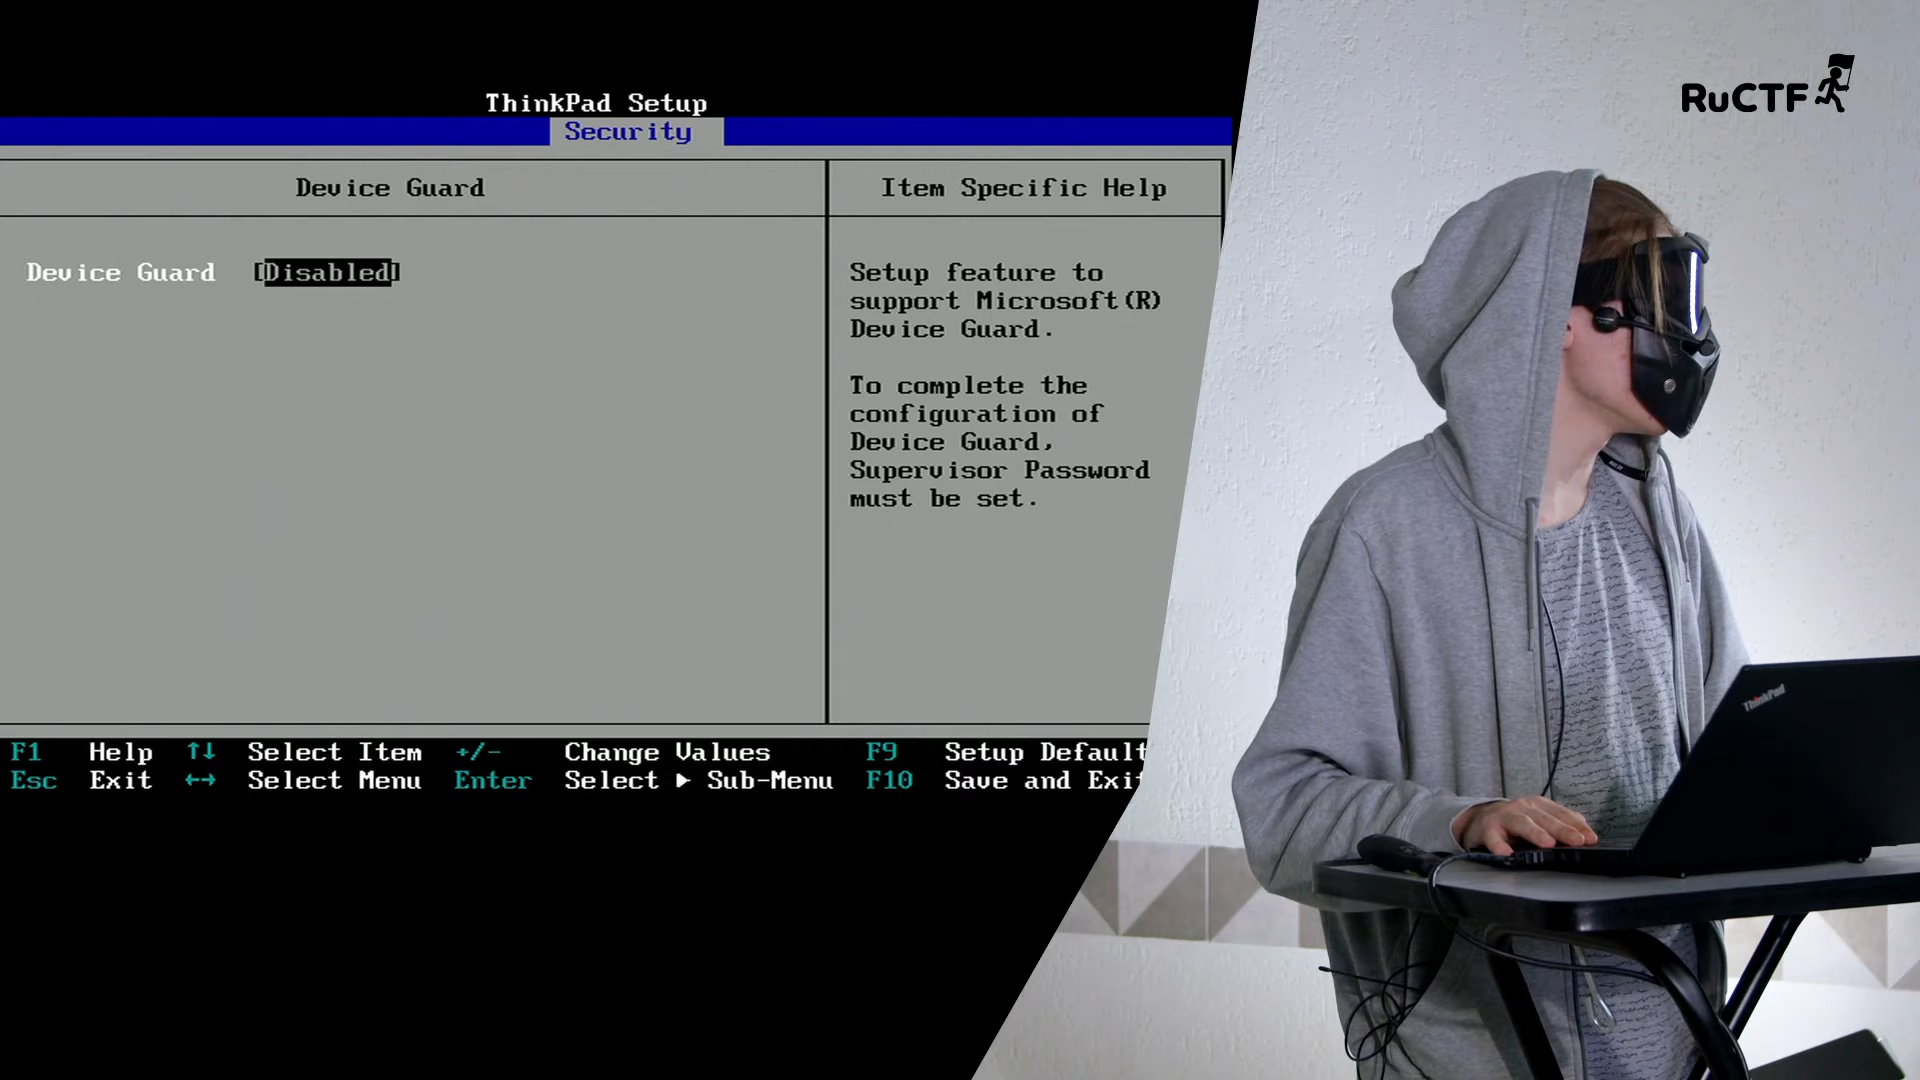 ThinkPad Setup
Security
Device Guard
Item Specific Help
Device Guard [Disabled]
Setup feature to
support Microsoft(R)
Device Guard.
To complete the
configuration of
Device Guard,
Supervisor Password
must be set.
F1 Help ↑↓ Select Item +/- Change Values F9 Setup Default
Esc Exit ←→ Select Menu Enter Select ▶ Sub-Menu F10 Save and Exit
RuCTF
ThinkPad